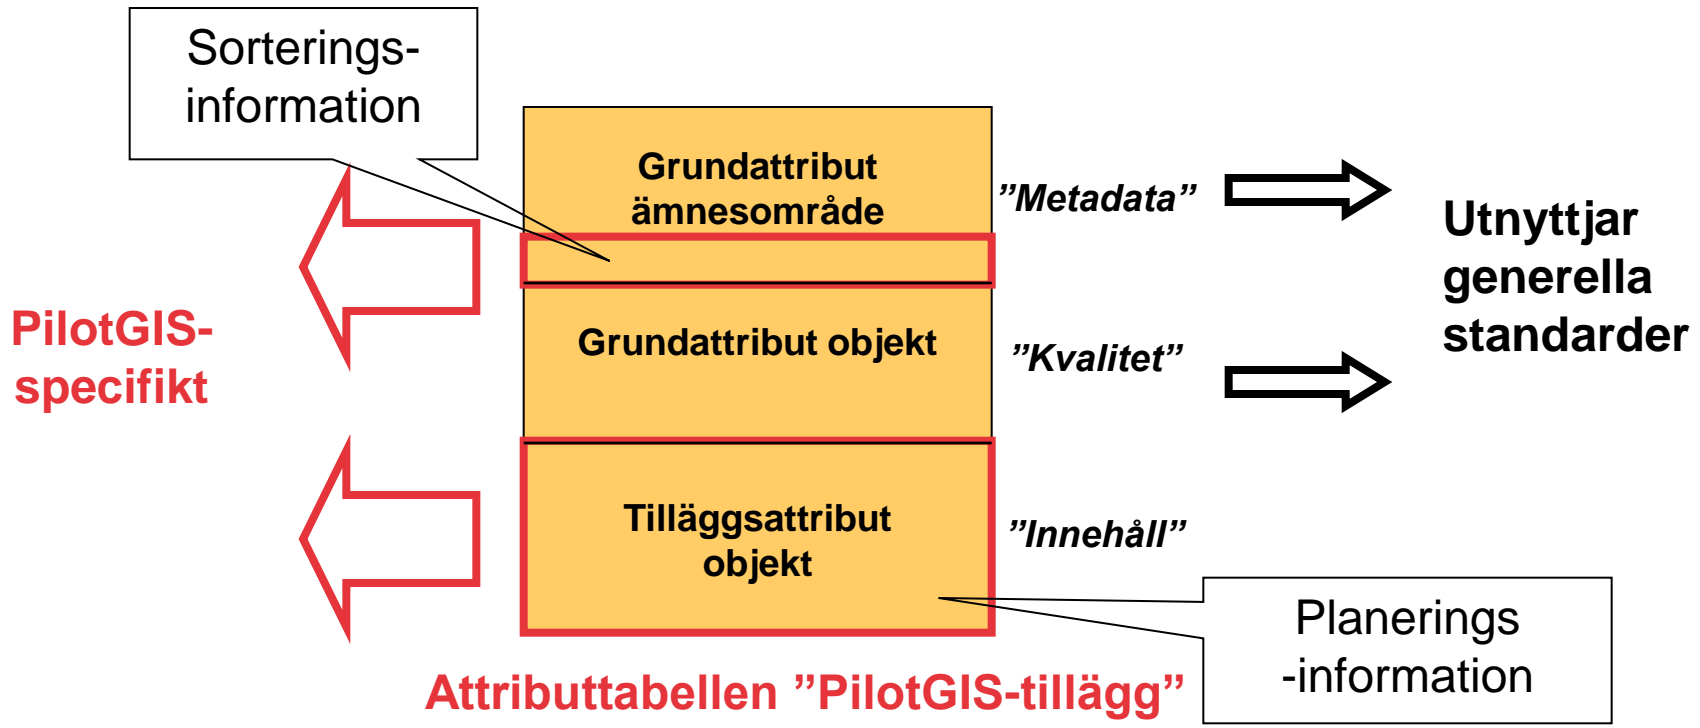 Sorterings-
information
Grundattribut
ämnesområde
”Metadata”
Utnyttjar
generella
standarder
PilotGIS-
specifikt
Grundattribut objekt
”Kvalitet”
Tilläggsattribut
objekt
”Innehåll”
Planerings
-information
Attributtabellen ”PilotGIS-tillägg”